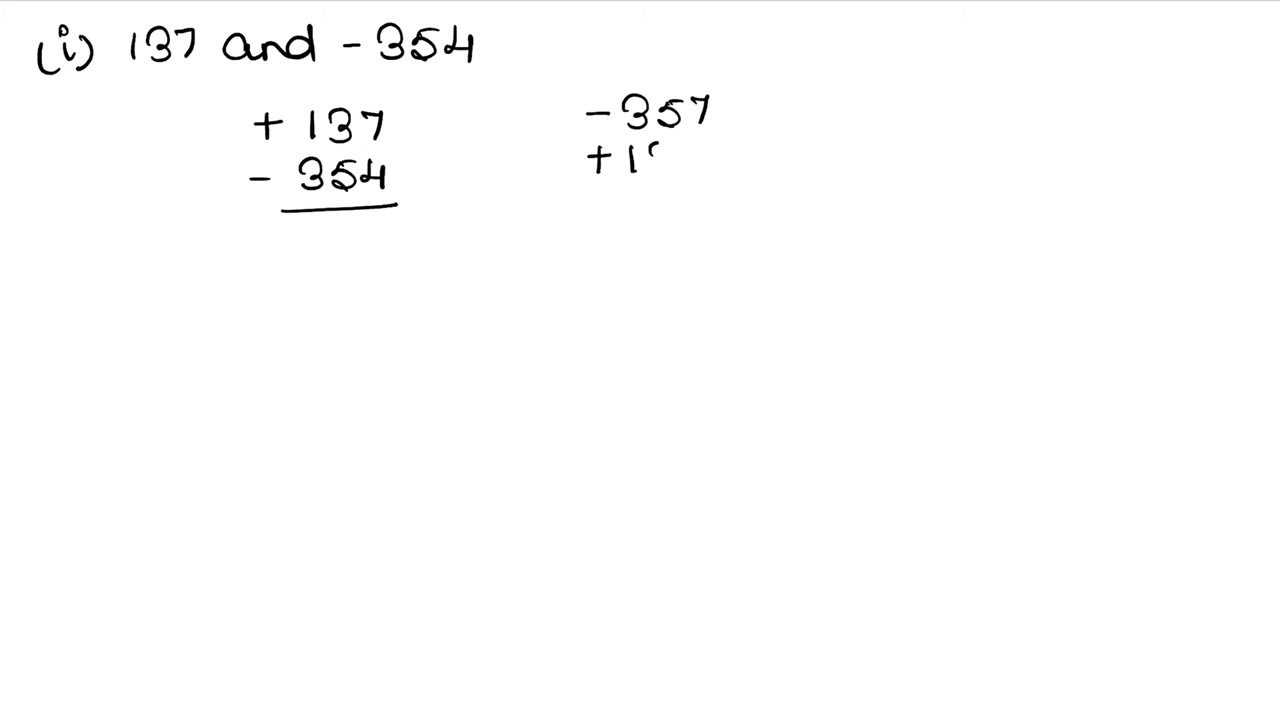 (i) 137 and - 354
+ 137
- 354
- 357
+ 1